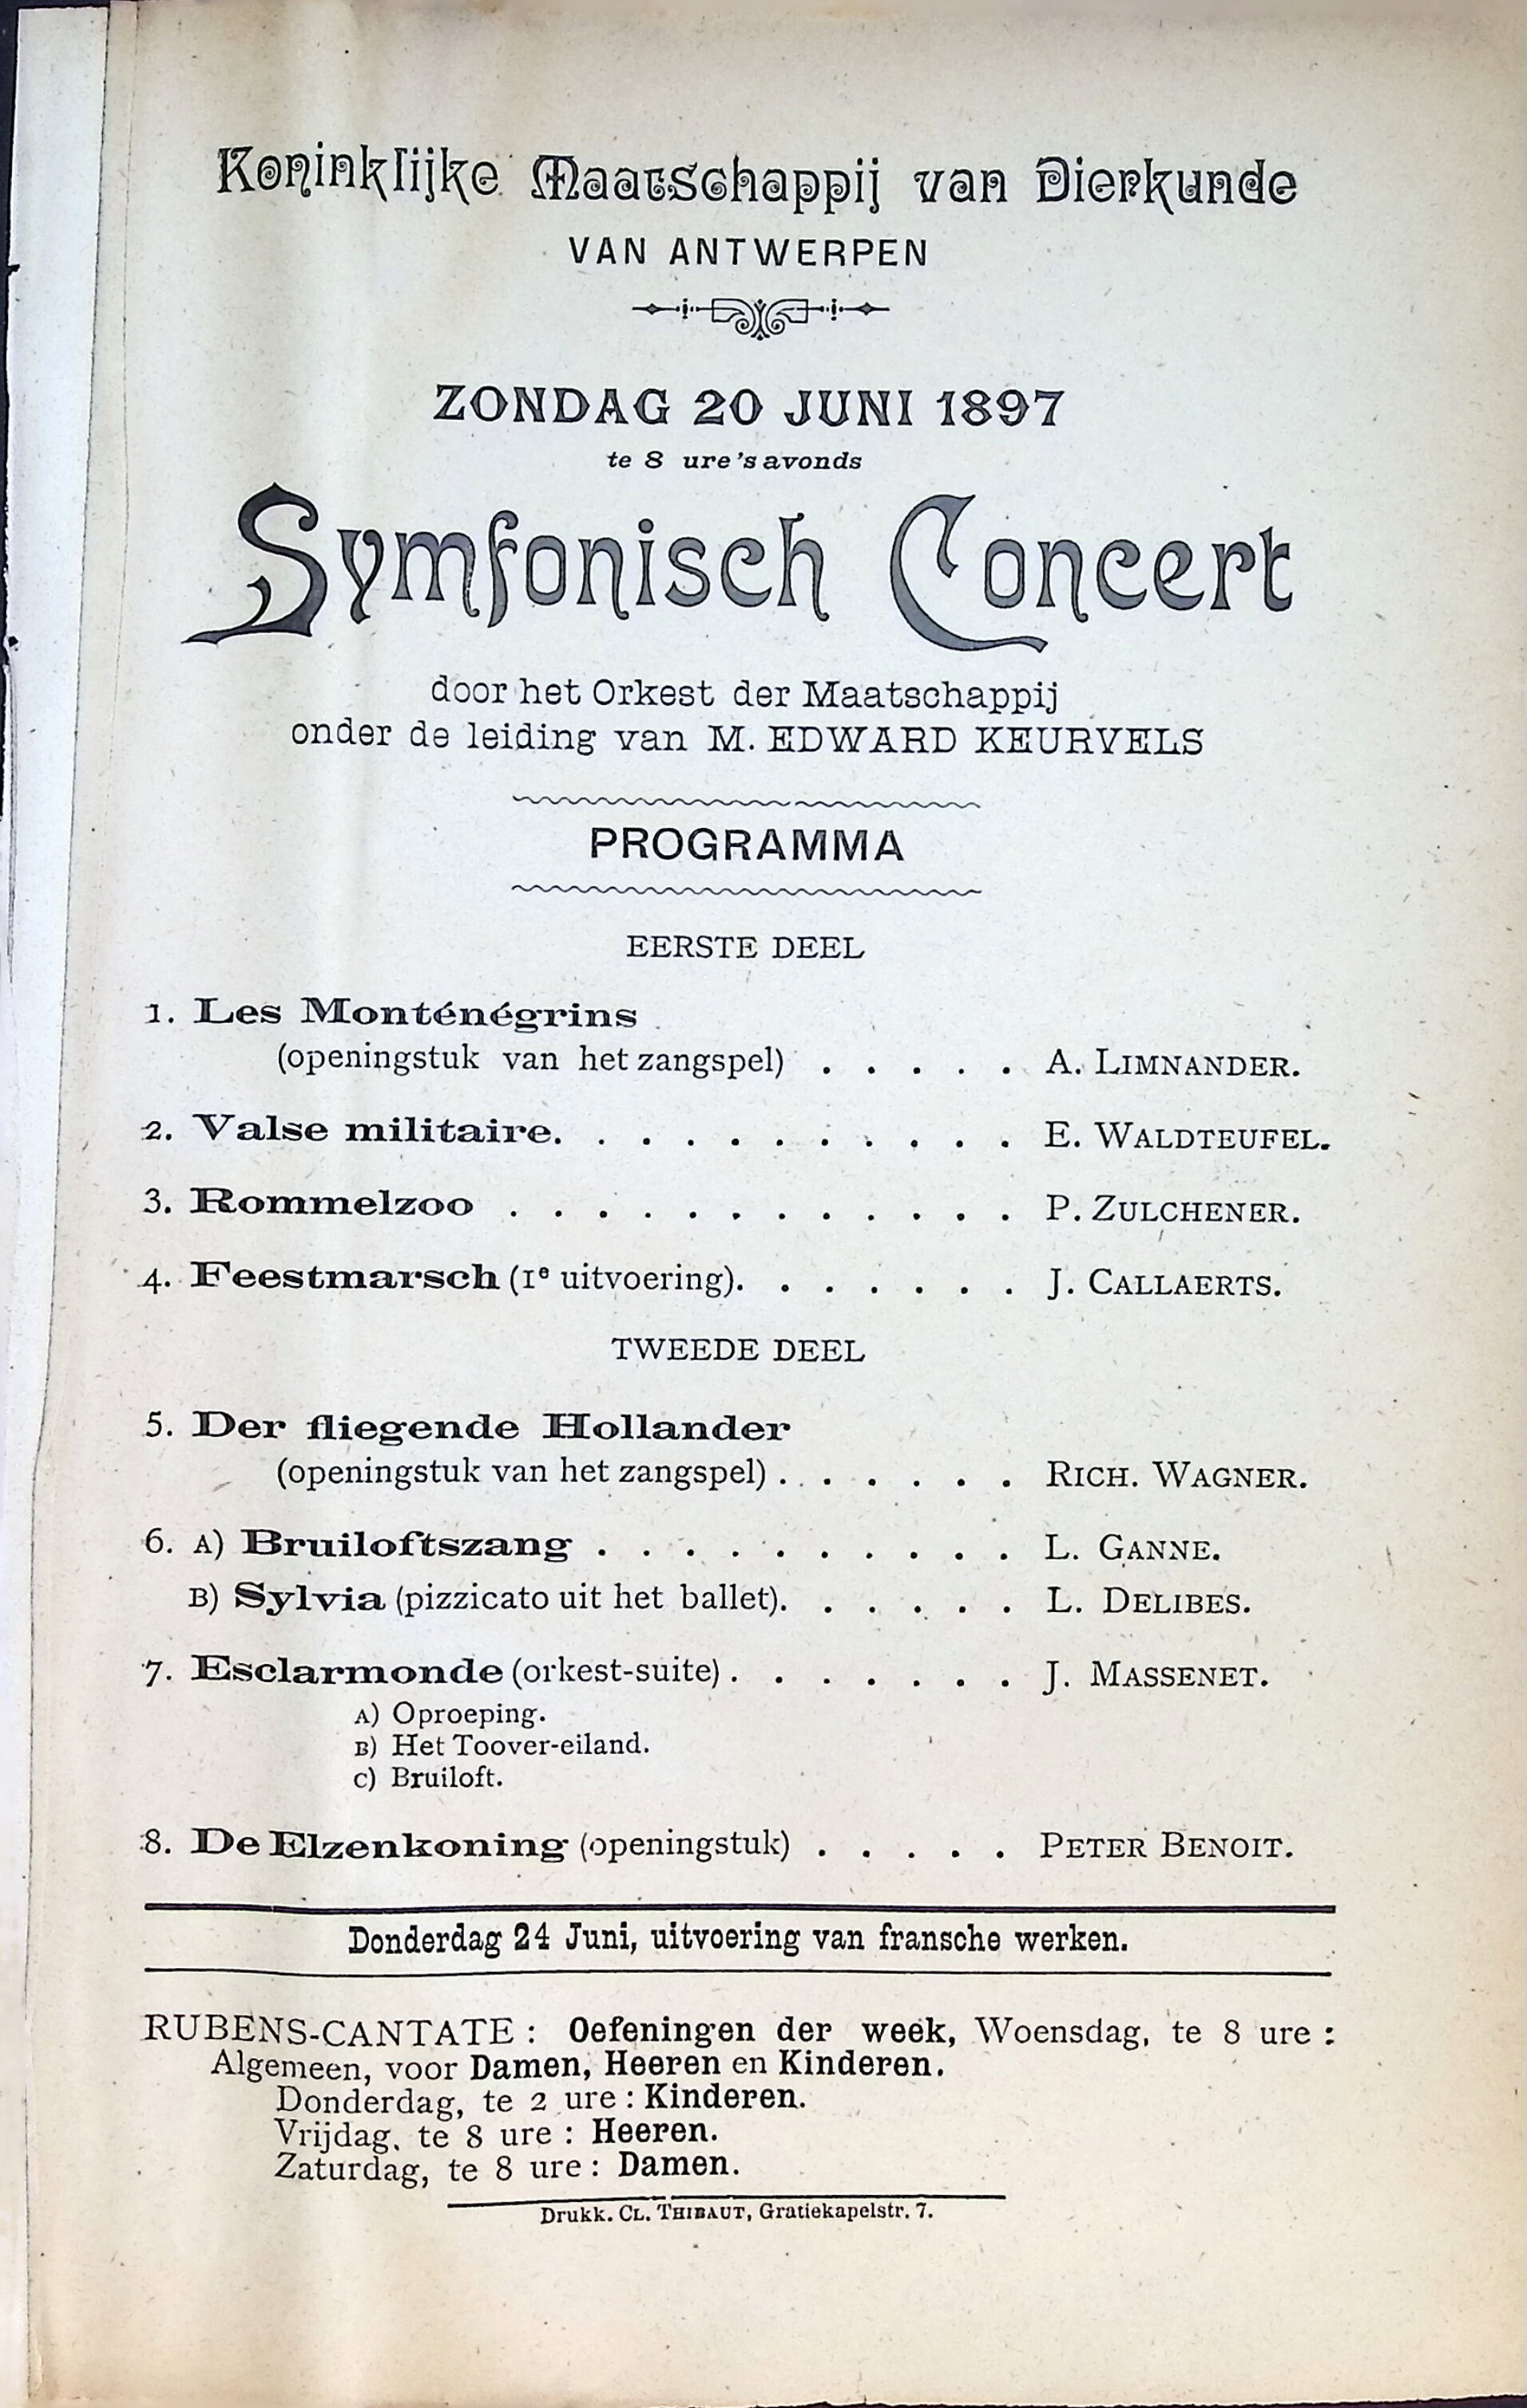 Koninklijke Maatschappij van Dierkunde
VAN ANTWERPEN
ZONDAG 20 JUNI 1897
te 8 ure 's avonds
Symfonisch Concert
door het Orkest der Maatschappij
onder de leiding van M. EDWARD KEURVELS
PROGRAMMA
EERSTE DEEL
1. Les Monténégrins
(openingstuk van het zangspel) . . . . . A. LIMNANDER.
2. Valse militaire. . . . . . . . . . . E. WALDTEUFEL.
3. Rommelzoo . . . . . . . . . . . . P. ZULCHENER.
4. Feestmarsch (1e uitvoering). . . . . . . J. CALLAERTS.
TWEEDE DEEL
5. Der fliegende Hollander
(openingstuk van het zangspel) . . . . . . RICH. WAGNER.
6. A) Bruiloftszang . . . . . . . . . . L. GANNE.
B) Sylvia (pizzicato uit het ballet). . . . . . L. DELIBES.
7. Esclarmonde (orkest-suite) . . . . . . . J. MASSENET.
A) Oproeping.
B) Het Toover-eiland.
C) Bruiloft.
8. De Elzenkoning (openingstuk) . . . . . PETER BENOIT.
Donderdag 24 Juni, uitvoering van fransche werken.
RUBENS-CANTATE : Oefeningen der week, Woensdag, te 8 ure :
Algemeen, voor Damen, Heeren en Kinderen.
Donderdag, te 2 ure : Kinderen.
Vrijdag, te 8 ure : Heeren.
Zaturdag, te 8 ure : Damen.
Drukk. CL. THIBAUT, Gratiekapelstr. 7.